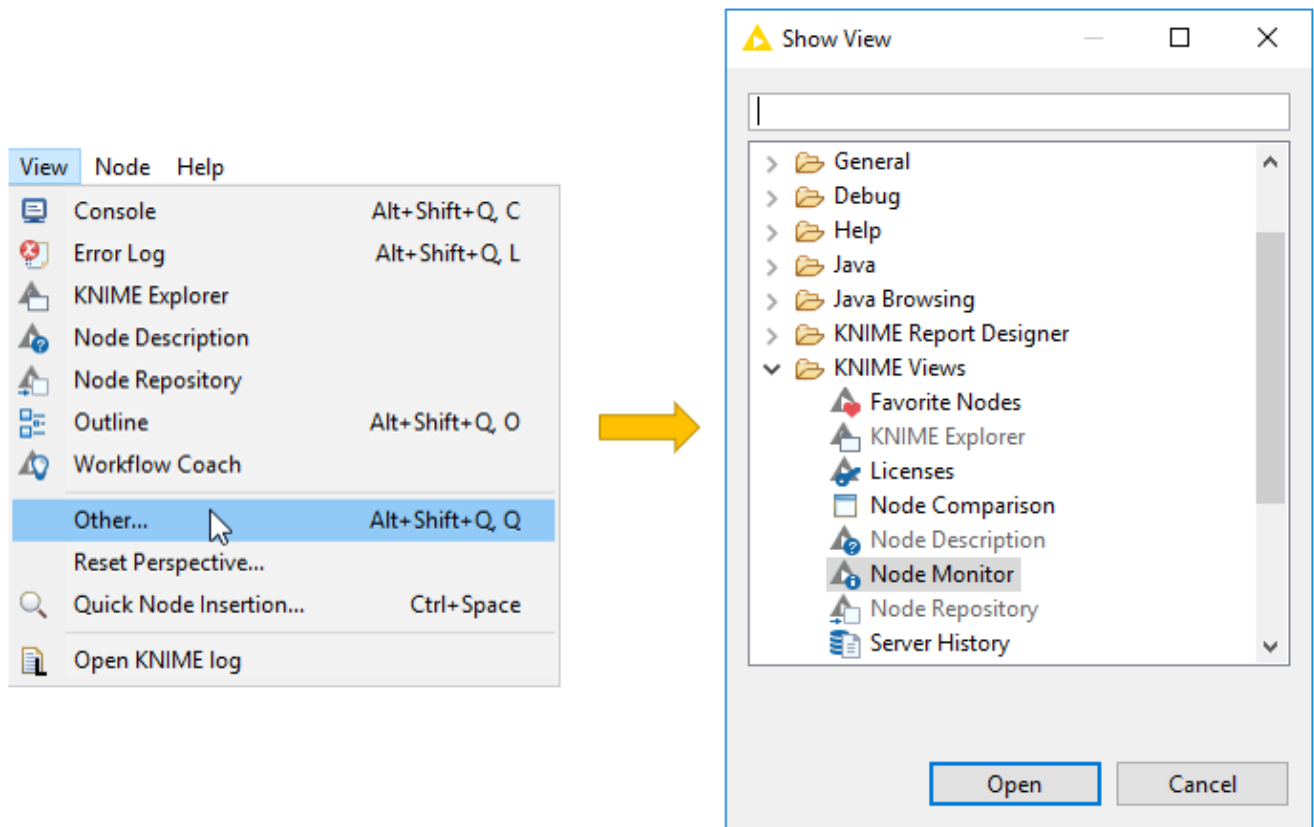 View Node Help
Console Alt+Shift+Q, C
Error Log Alt+Shift+Q, L
KNIME Explorer
Node Description
Node Repository
Outline Alt+Shift+Q, O
Workflow Coach
Other... Alt+Shift+Q, Q
Reset Perspective...
Quick Node Insertion... Ctrl+Space
Open KNIME log
Show View
General
Debug
Help
Java
Java Browsing
KNIME Report Designer
KNIME Views
Favorite Nodes
KNIME Explorer
Licenses
Node Comparison
Node Description
Node Monitor
Node Repository
Server History
Open Cancel